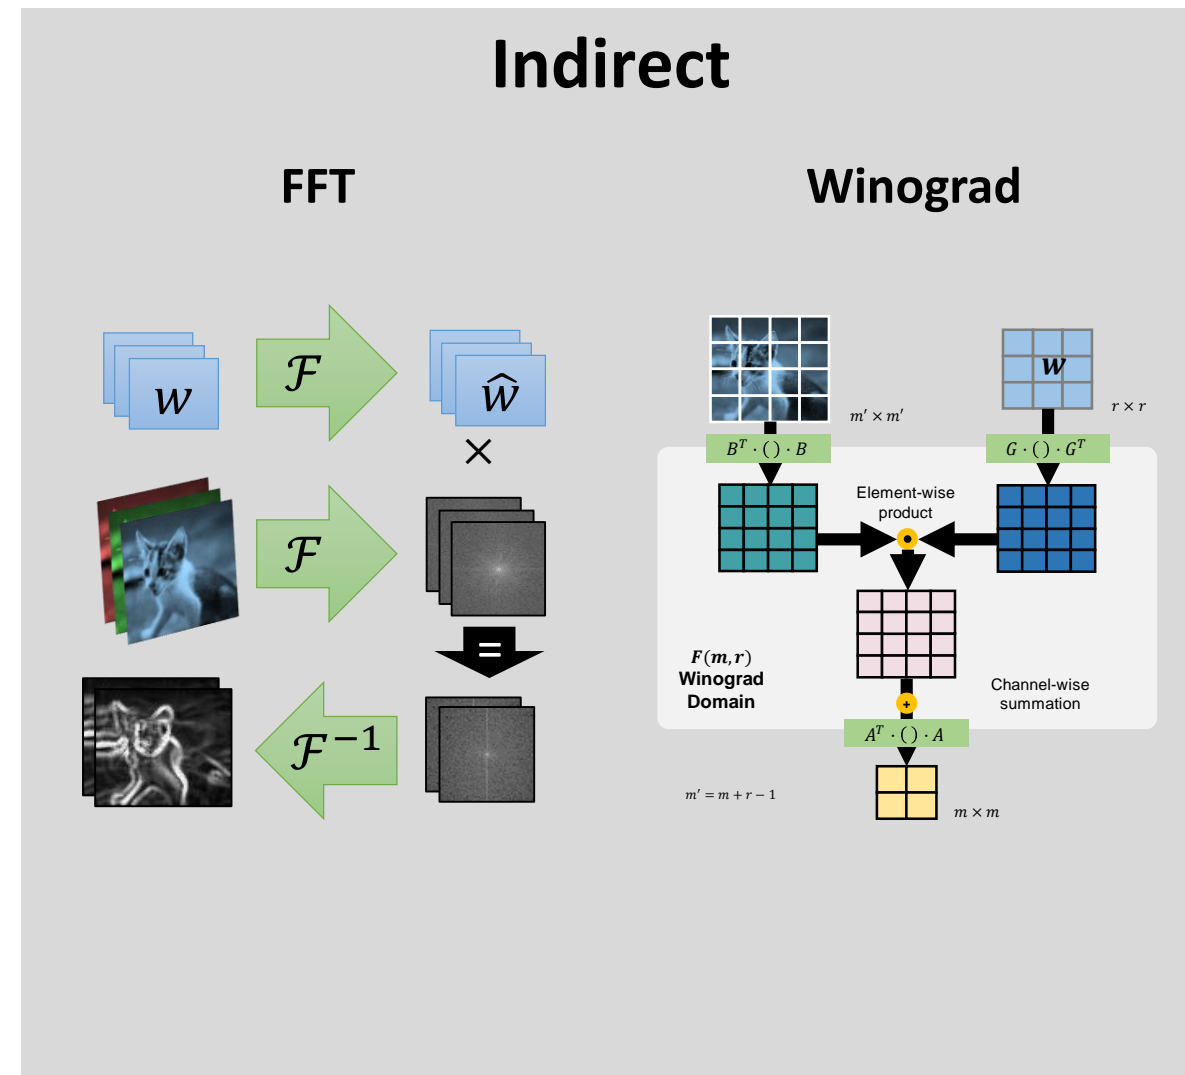 Indirect
FFT
Winograd
w
ℱ
ŵ
×
ℱ
=
ℱ⁻¹
w
m′ × m′
r × r
Bᵀ · ( ) · B
G · ( ) · Gᵀ
Element-wise
product
F(m, r)
Winograd
Domain
Channel-wise
summation
+
Aᵀ · ( ) · A
m′ = m + r − 1
m × m